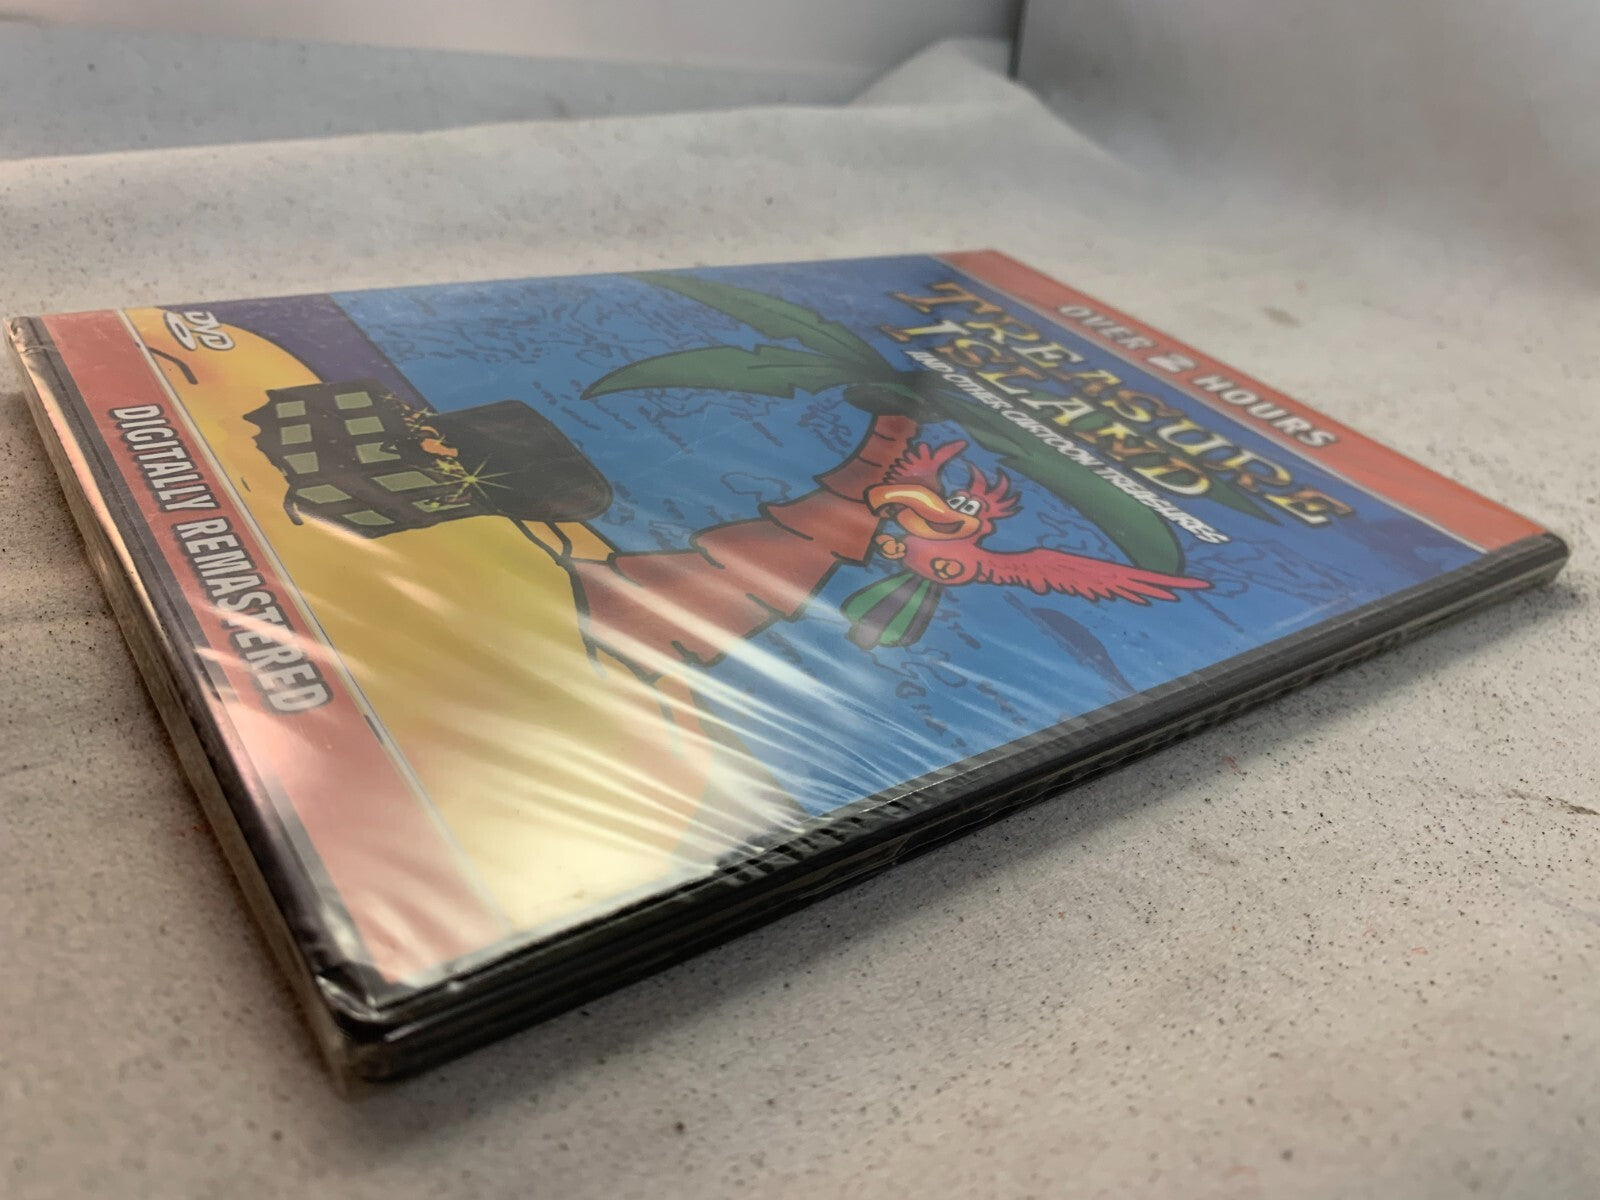 OVER 2 HOURS
TREASURE
ISLAND
AND OTHER CARTOON TREASURES
DVD
DIGITALLY REMASTERED